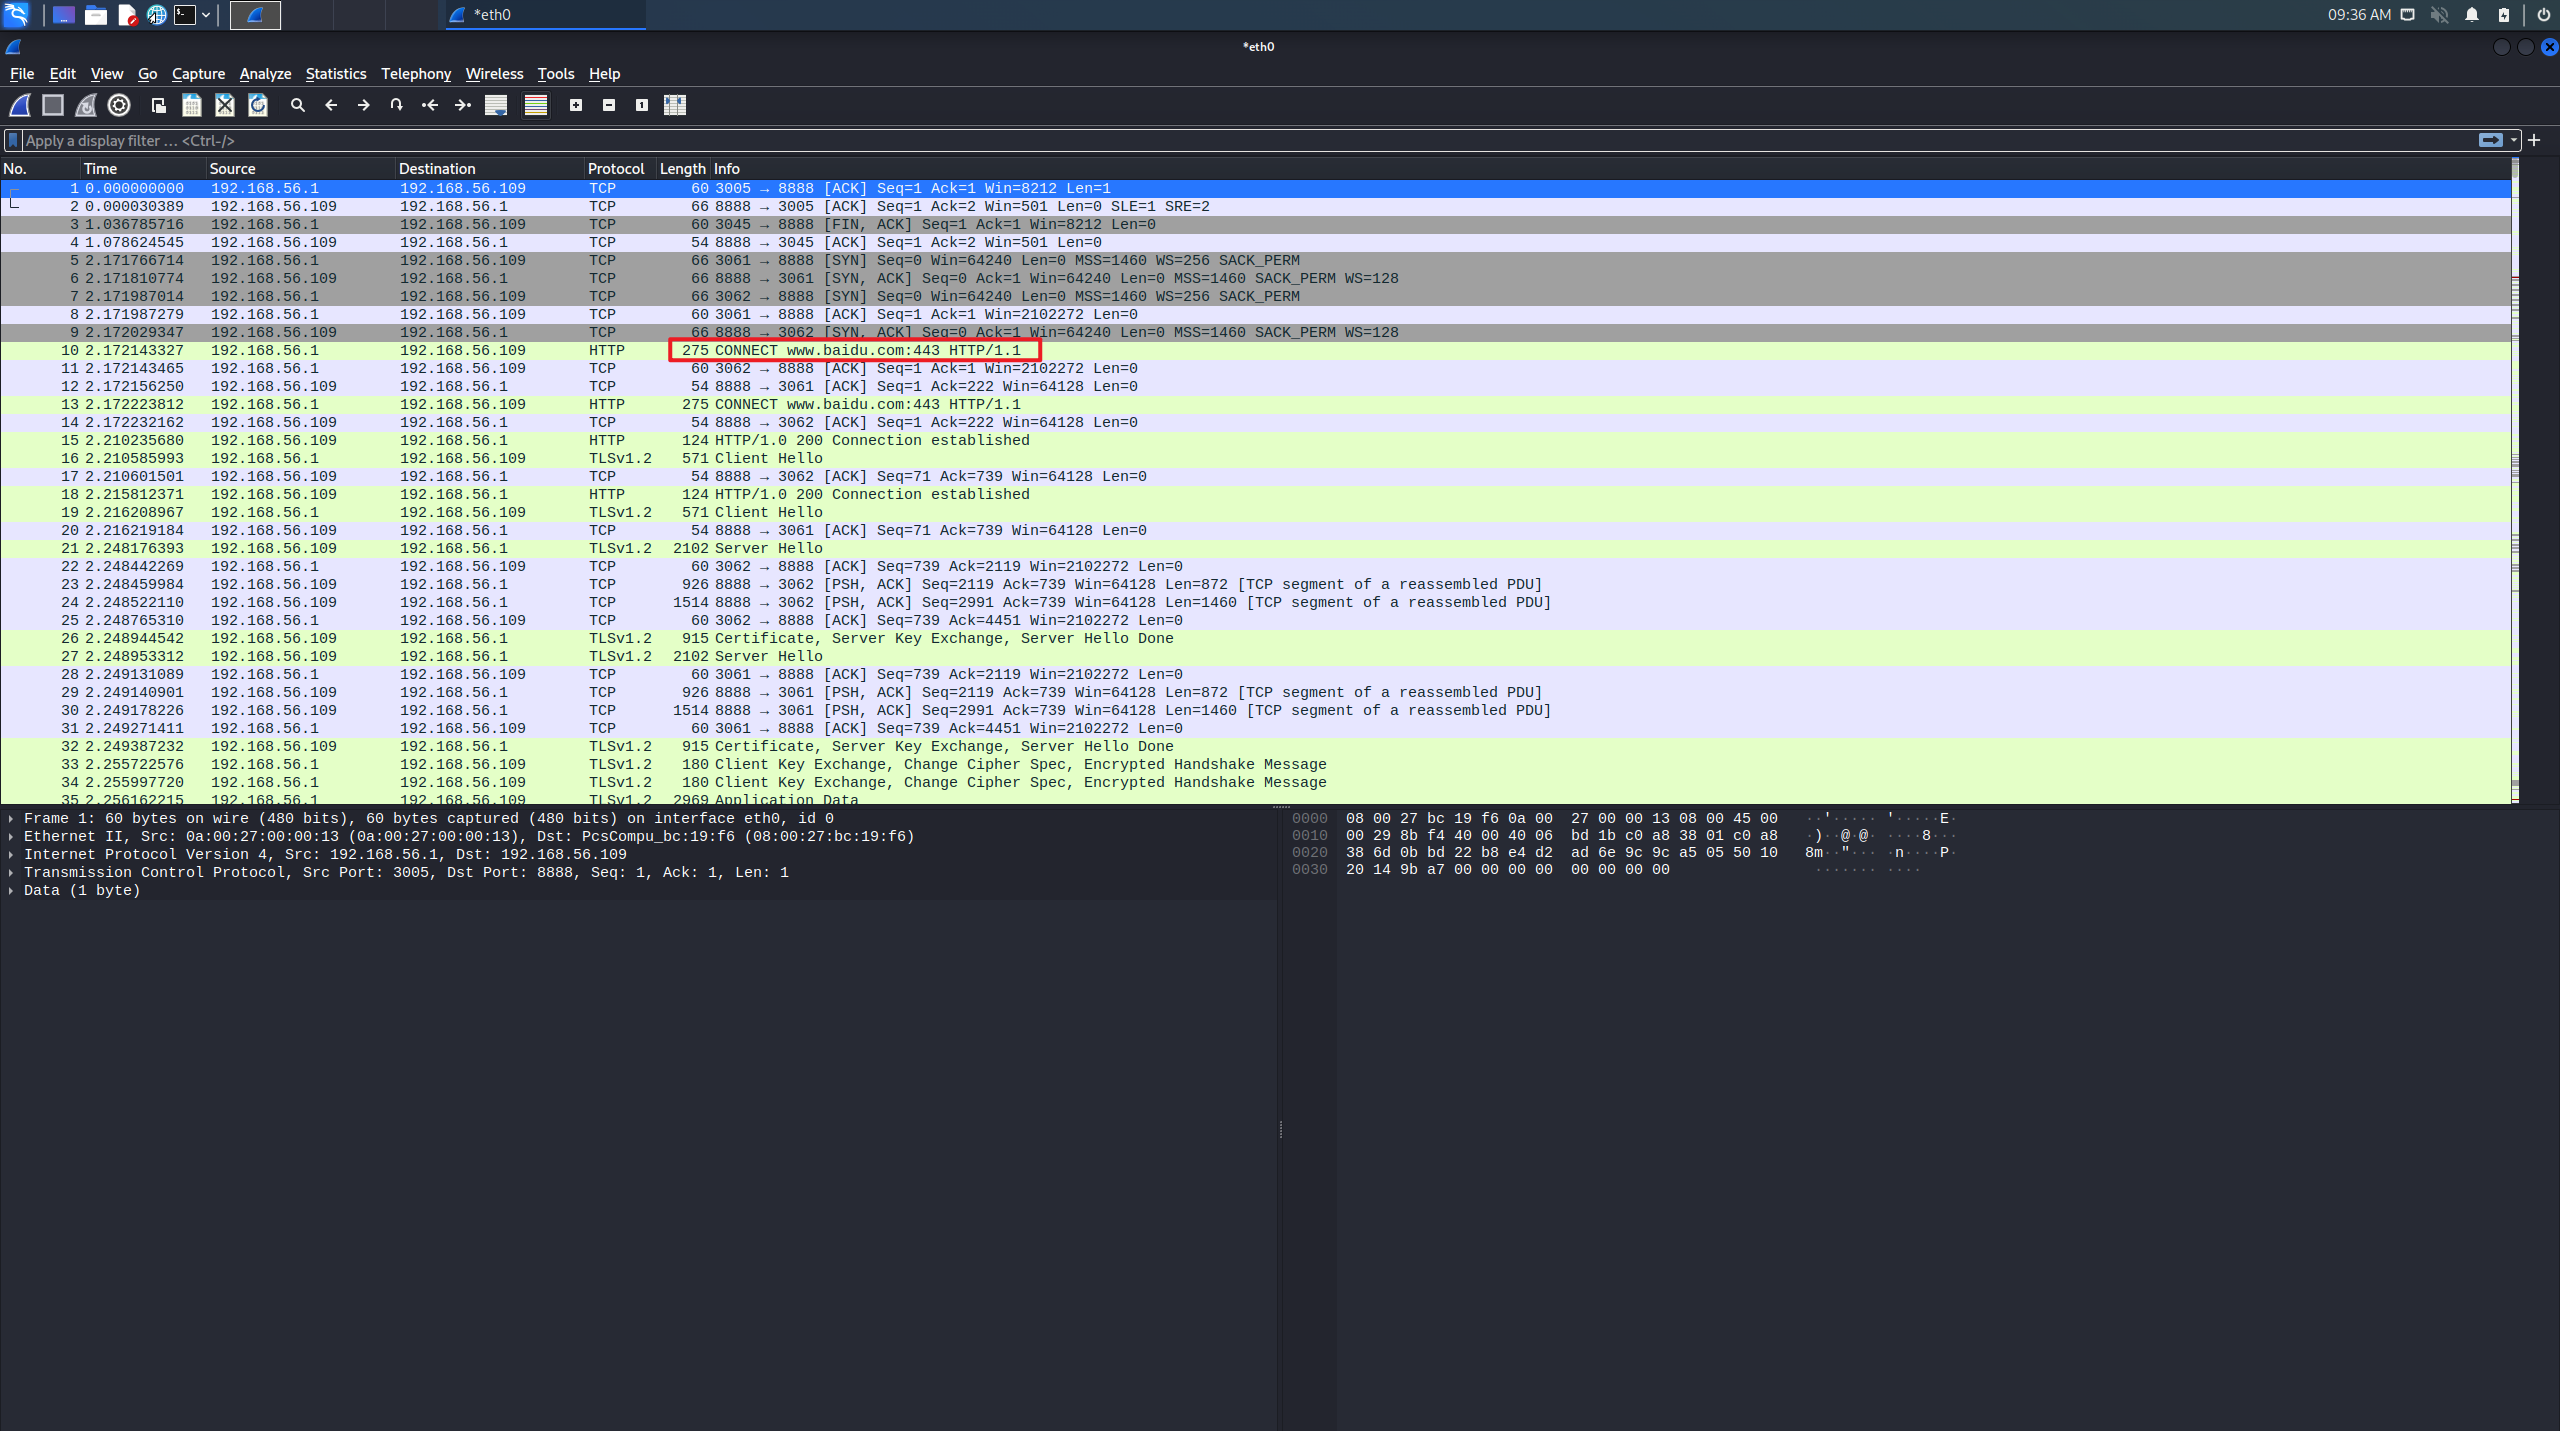 *eth0
09:36 AM
*eth0
File Edit View Go Capture Analyze Statistics Telephony Wireless Tools Help
Apply a display filter … <Ctrl-/>
No. Time Source Destination Protocol Length Info
1 0.000000000 192.168.56.1 192.168.56.109 TCP 60 3005 → 8888 [ACK] Seq=1 Ack=1 Win=8212 Len=1
2 0.000030389 192.168.56.109 192.168.56.1 TCP 66 8888 → 3005 [ACK] Seq=1 Ack=2 Win=501 Len=0 SLE=1 SRE=2
3 1.036785716 192.168.56.1 192.168.56.109 TCP 60 3045 → 8888 [FIN, ACK] Seq=1 Ack=1 Win=8212 Len=0
4 1.078624545 192.168.56.109 192.168.56.1 TCP 54 8888 → 3045 [ACK] Seq=1 Ack=2 Win=501 Len=0
5 2.171766714 192.168.56.1 192.168.56.109 TCP 66 3061 → 8888 [SYN] Seq=0 Win=64240 Len=0 MSS=1460 WS=256 SACK_PERM
6 2.171810774 192.168.56.109 192.168.56.1 TCP 66 8888 → 3061 [SYN, ACK] Seq=0 Ack=1 Win=64240 Len=0 MSS=1460 SACK_PERM WS=128
7 2.171987014 192.168.56.1 192.168.56.109 TCP 66 3062 → 8888 [SYN] Seq=0 Win=64240 Len=0 MSS=1460 WS=256 SACK_PERM
8 2.171987279 192.168.56.1 192.168.56.109 TCP 60 3061 → 8888 [ACK] Seq=1 Ack=1 Win=2102272 Len=0
9 2.172029347 192.168.56.109 192.168.56.1 TCP 66 8888 → 3062 [SYN, ACK] Seq=0 Ack=1 Win=64240 Len=0 MSS=1460 SACK_PERM WS=128
10 2.172143327 192.168.56.1 192.168.56.109 HTTP 275 CONNECT www.baidu.com:443 HTTP/1.1
11 2.172143465 192.168.56.1 192.168.56.109 TCP 60 3062 → 8888 [ACK] Seq=1 Ack=1 Win=2102272 Len=0
12 2.172156250 192.168.56.109 192.168.56.1 TCP 54 8888 → 3061 [ACK] Seq=1 Ack=222 Win=64128 Len=0
13 2.172223812 192.168.56.1 192.168.56.109 HTTP 275 CONNECT www.baidu.com:443 HTTP/1.1
14 2.172232162 192.168.56.109 192.168.56.1 TCP 54 8888 → 3062 [ACK] Seq=1 Ack=222 Win=64128 Len=0
15 2.210235680 192.168.56.109 192.168.56.1 HTTP 124 HTTP/1.0 200 Connection established
16 2.210585993 192.168.56.1 192.168.56.109 TLSv1.2 571 Client Hello
17 2.210601501 192.168.56.109 192.168.56.1 TCP 54 8888 → 3062 [ACK] Seq=71 Ack=739 Win=64128 Len=0
18 2.215812371 192.168.56.109 192.168.56.1 HTTP 124 HTTP/1.0 200 Connection established
19 2.216208967 192.168.56.1 192.168.56.109 TLSv1.2 571 Client Hello
20 2.216219184 192.168.56.109 192.168.56.1 TCP 54 8888 → 3061 [ACK] Seq=71 Ack=739 Win=64128 Len=0
21 2.248176393 192.168.56.109 192.168.56.1 TLSv1.2 2102 Server Hello
22 2.248442269 192.168.56.1 192.168.56.109 TCP 60 3062 → 8888 [ACK] Seq=739 Ack=2119 Win=2102272 Len=0
23 2.248459984 192.168.56.109 192.168.56.1 TCP 926 8888 → 3062 [PSH, ACK] Seq=2119 Ack=739 Win=64128 Len=872 [TCP segment of a reassembled PDU]
24 2.248522110 192.168.56.109 192.168.56.1 TCP 1514 8888 → 3062 [PSH, ACK] Seq=2991 Ack=739 Win=64128 Len=1460 [TCP segment of a reassembled PDU]
25 2.248765310 192.168.56.1 192.168.56.109 TCP 60 3062 → 8888 [ACK] Seq=739 Ack=4451 Win=2102272 Len=0
26 2.248944542 192.168.56.109 192.168.56.1 TLSv1.2 915 Certificate, Server Key Exchange, Server Hello Done
27 2.248953312 192.168.56.109 192.168.56.1 TLSv1.2 2102 Server Hello
28 2.249131089 192.168.56.1 192.168.56.109 TCP 60 3061 → 8888 [ACK] Seq=739 Ack=2119 Win=2102272 Len=0
29 2.249140901 192.168.56.109 192.168.56.1 TCP 926 8888 → 3061 [PSH, ACK] Seq=2119 Ack=739 Win=64128 Len=872 [TCP segment of a reassembled PDU]
30 2.249178226 192.168.56.109 192.168.56.1 TCP 1514 8888 → 3061 [PSH, ACK] Seq=2991 Ack=739 Win=64128 Len=1460 [TCP segment of a reassembled PDU]
31 2.249271411 192.168.56.1 192.168.56.109 TCP 60 3061 → 8888 [ACK] Seq=739 Ack=4451 Win=2102272 Len=0
32 2.249387232 192.168.56.109 192.168.56.1 TLSv1.2 915 Certificate, Server Key Exchange, Server Hello Done
33 2.255722576 192.168.56.1 192.168.56.109 TLSv1.2 180 Client Key Exchange, Change Cipher Spec, Encrypted Handshake Message
34 2.255997720 192.168.56.1 192.168.56.109 TLSv1.2 180 Client Key Exchange, Change Cipher Spec, Encrypted Handshake Message
35 2.256162215 192.168.56.1 192.168.56.109 TLSv1.2 2969 Application Data
Frame 1: 60 bytes on wire (480 bits), 60 bytes captured (480 bits) on interface eth0, id 0
Ethernet II, Src: 0a:00:27:00:00:13 (0a:00:27:00:00:13), Dst: PcsCompu_bc:19:f6 (08:00:27:bc:19:f6)
Internet Protocol Version 4, Src: 192.168.56.1, Dst: 192.168.56.109
Transmission Control Protocol, Src Port: 3005, Dst Port: 8888, Seq: 1, Ack: 1, Len: 1
Data (1 byte)
0000 08 00 27 bc 19 f6 0a 00 27 00 00 13 08 00 45 00 ··'····· '·····E·
0010 00 29 8b f4 40 00 40 06 bd 1b c0 a8 38 01 c0 a8 ·)··@·@· ····8···
0020 38 6d 0b bd 22 b8 e4 d2 ad 6e 9c 9c a5 05 50 10 8m··"··· ·n····P·
0030 20 14 9b a7 00 00 00 00 00 00 00 00 ······· ····